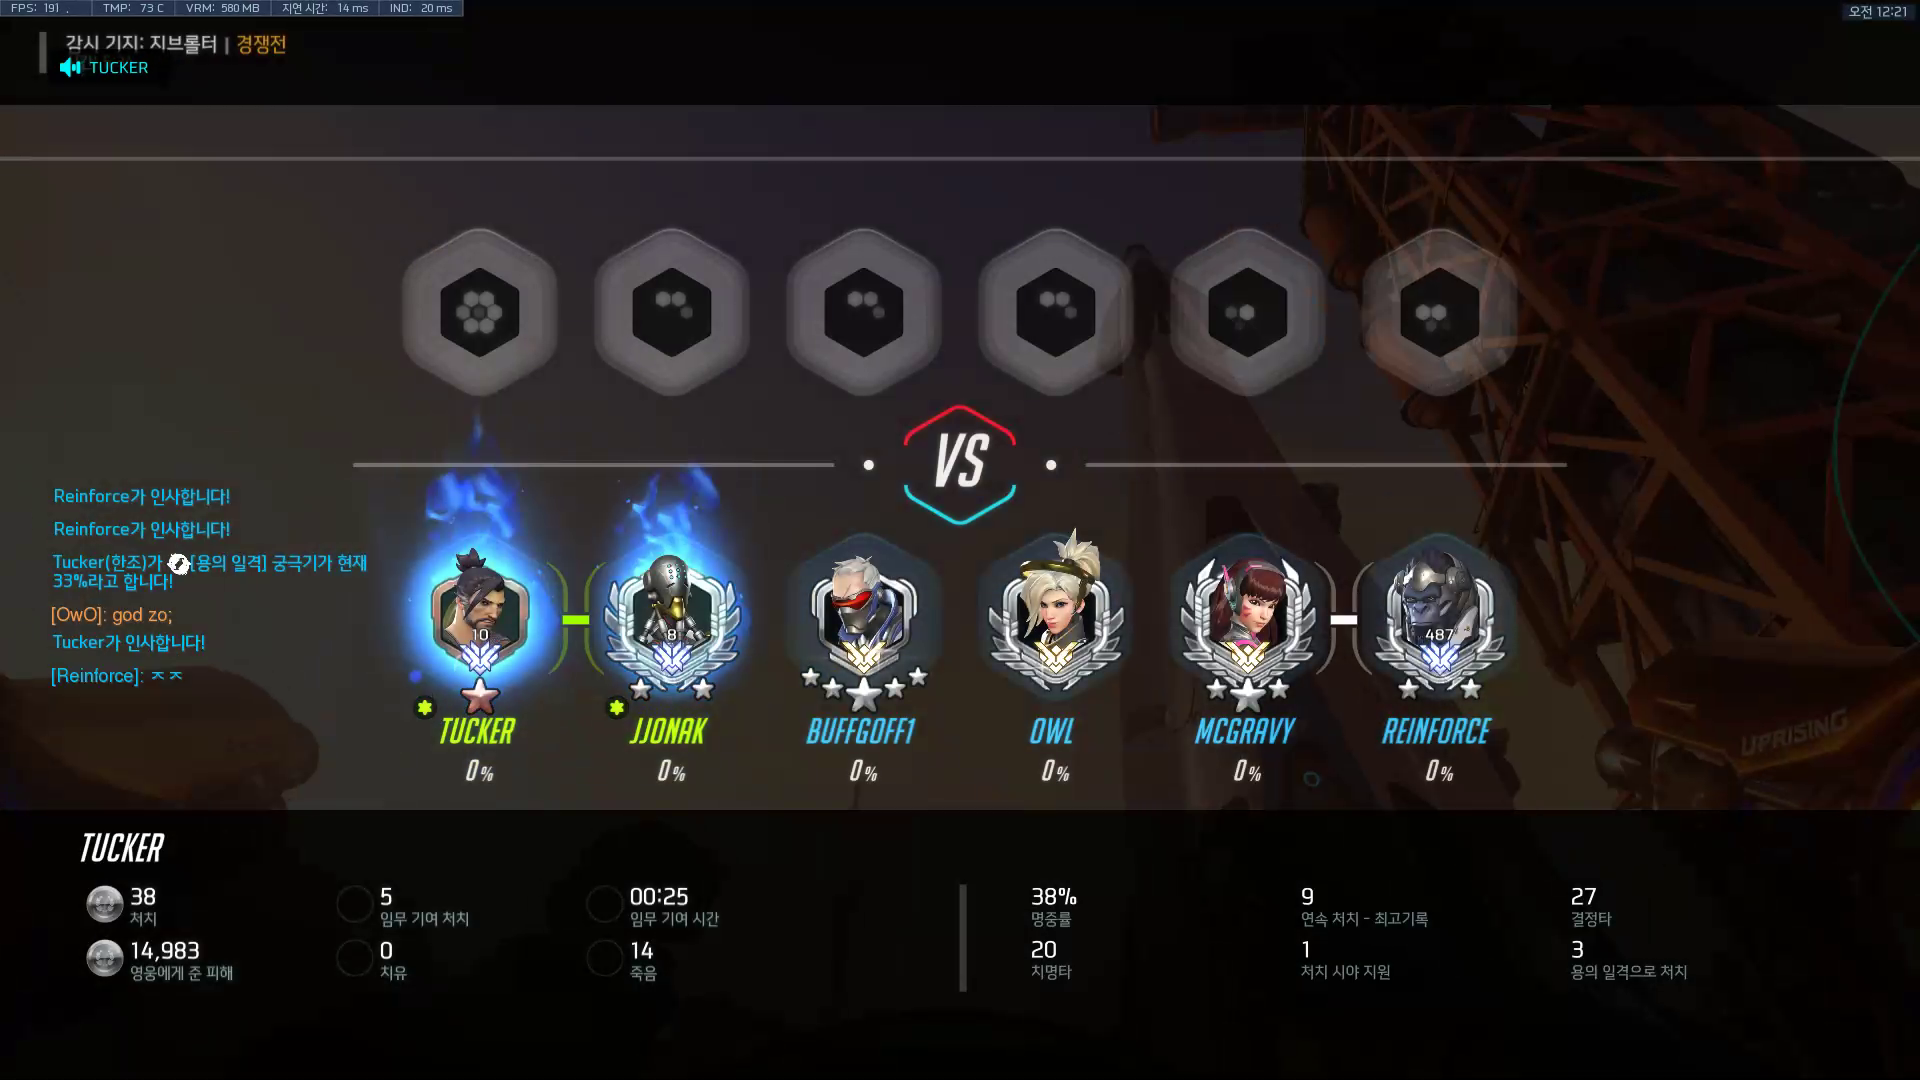 FPS: 191 . TMP: 73 C VRM: 580 MB 지연 시간: 14 ms IND: 20 ms
오전 12:21
감시 기지: 지브롤터 | 경쟁전
TUCKER
VS
Reinforce가 인사합니다!
Reinforce가 인사합니다!
Tucker(한조)가 [용의 일격] 궁극기가 현재
33%라고 합니다!
[OwO]: god zo;
Tucker가 인사합니다!
[Reinforce]: ㅈㅈ
10 8 487
TUCKER JJONAK BUFFGOFF1 OWL MCGRAVY REINFORCE
0% 0% 0% 0% 0% 0%
UPRISING
TUCKER
38 5 00:25 38% 9 27
처치 임무 기여 처치 임무 기여 시간 명중률 연속 처치 - 최고기록 결정타
14,983 0 14 20 1 3
영웅에게 준 피해 치유 죽음 치명타 처치 시야 지원 용의 일격으로 처치